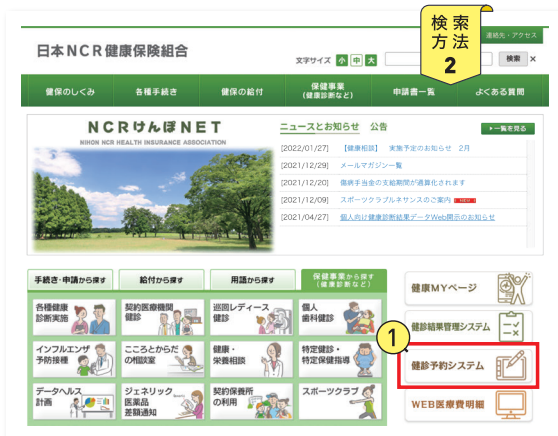 検索
方法
2
連絡先・アクセス
日本NCR健康保険組合
文字サイズ 小 中 大
検索 ×
健保のしくみ
各種手続き
健保の給付
保健事業
(健康診断など)
申請書一覧
よくある質問
NCRけんぽNET
NIHON NCR HEALTH INSURANCE ASSOCIATION
ニュースとお知らせ 公告
一覧を見る
[2022/01/27] 【健康相談】 実施予定のお知らせ 2月
[2021/12/29] メールマガジン一覧
[2021/12/20] 傷病手当金の支給期間が通算化されます
[2021/12/09] スポーツクラブルネサンスのご案内
[2021/04/27] 個人向け健康診断結果データWeb開示のお知らせ
手続き・申請から探す
給付から探す
用語から探す
保健事業から探す
(健康診断など)
各種健康
診断実施
契約医療機関
健診
巡回レディース
健診
個人
歯科健診
インフルエンザ
予防接種
こころとからだ
の相談室
健康・
栄養相談
特定健診・
特定保健指導
データヘルス
計画
ジェネリック
医薬品
差額通知
契約保養所
の利用
スポーツクラブ
健康MYページ
健診結果管理システム
1
健診予約システム
WEB医療費明細